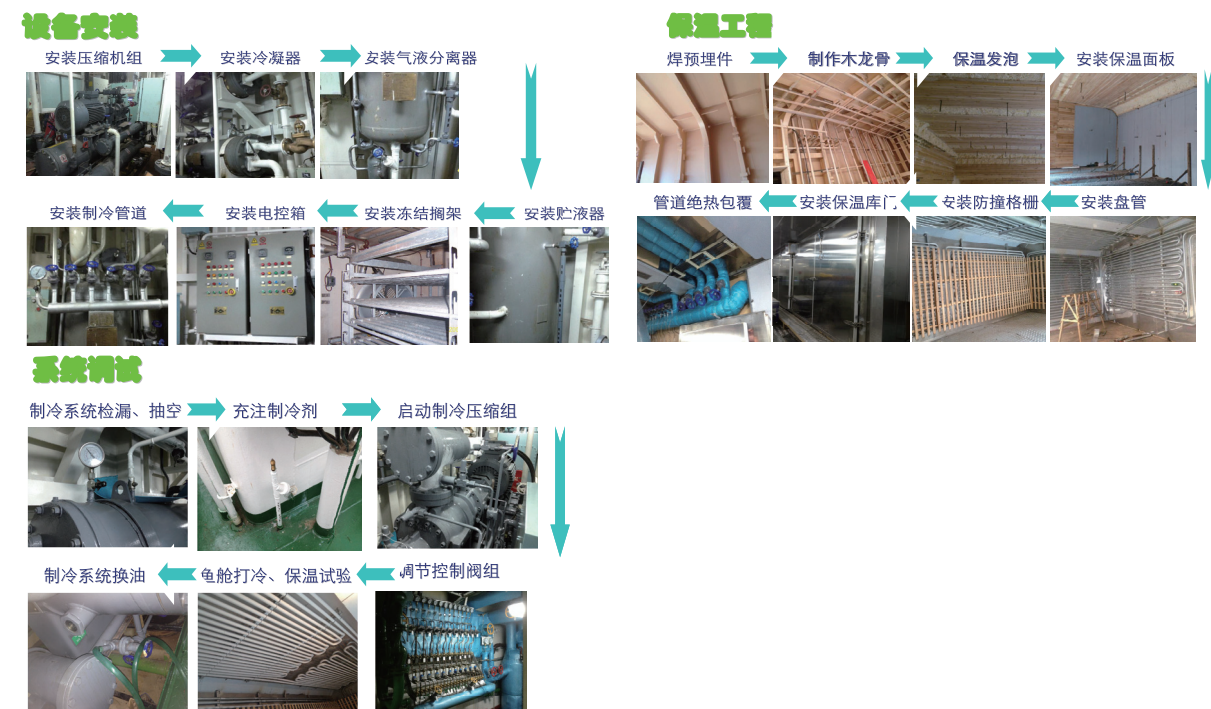 设备安装
安装压缩机组
安装冷凝器
安装气液分离器
安装制冷管道
安装电控箱
安装冻结搁架
安装贮液器
系统调试
制冷系统检漏、抽空
充注制冷剂
启动制冷压缩组
制冷系统换油
鱼舱打冷、保温试验
调节控制阀组
保温工程
焊预埋件
制作木龙骨
保温发泡
安装保温面板
管道绝热包覆
安装保温库门
安装防撞格栅
安装盘管